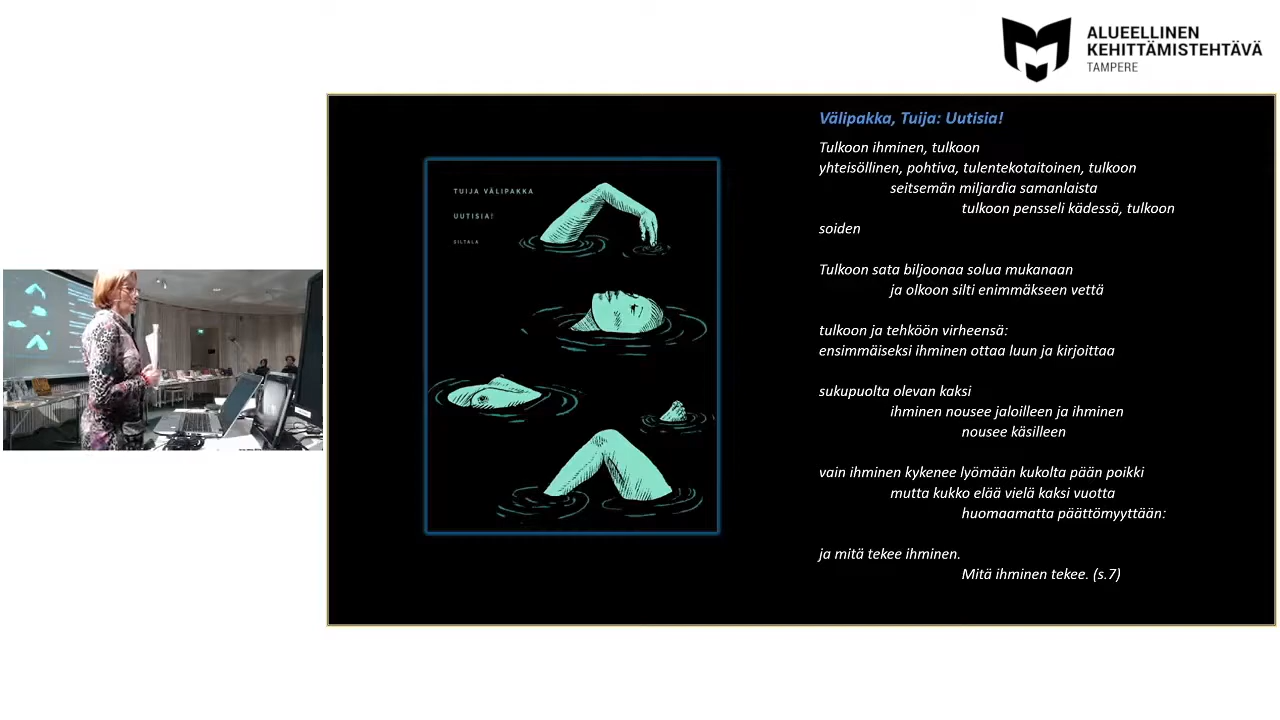 ALUEELLINEN
KEHITTÄMISTEHTÄVÄ
TAMPERE
TUIJA VÄLIPAKKA
UUTISIA!
SILTALA
Välipakka, Tuija: Uutisia!
Tulkoon ihminen, tulkoon
yhteisöllinen, pohtiva, tulentekotaitoinen, tulkoon
seitsemän miljardia samanlaista
tulkoon pensseli kädessä, tulkoon
soiden
Tulkoon sata biljoonaa solua mukanaan
ja olkoon silti enimmäkseen vettä
tulkoon ja tehköön virheensä:
ensimmäiseksi ihminen ottaa luun ja kirjoittaa
sukupuolta olevan kaksi
ihminen nousee jaloilleen ja ihminen
nousee käsilleen
vain ihminen kykenee lyömään kukolta pään poikki
mutta kukko elää vielä kaksi vuotta
huomaamatta päättömyyttään:
ja mitä tekee ihminen.
Mitä ihminen tekee. (s.7)